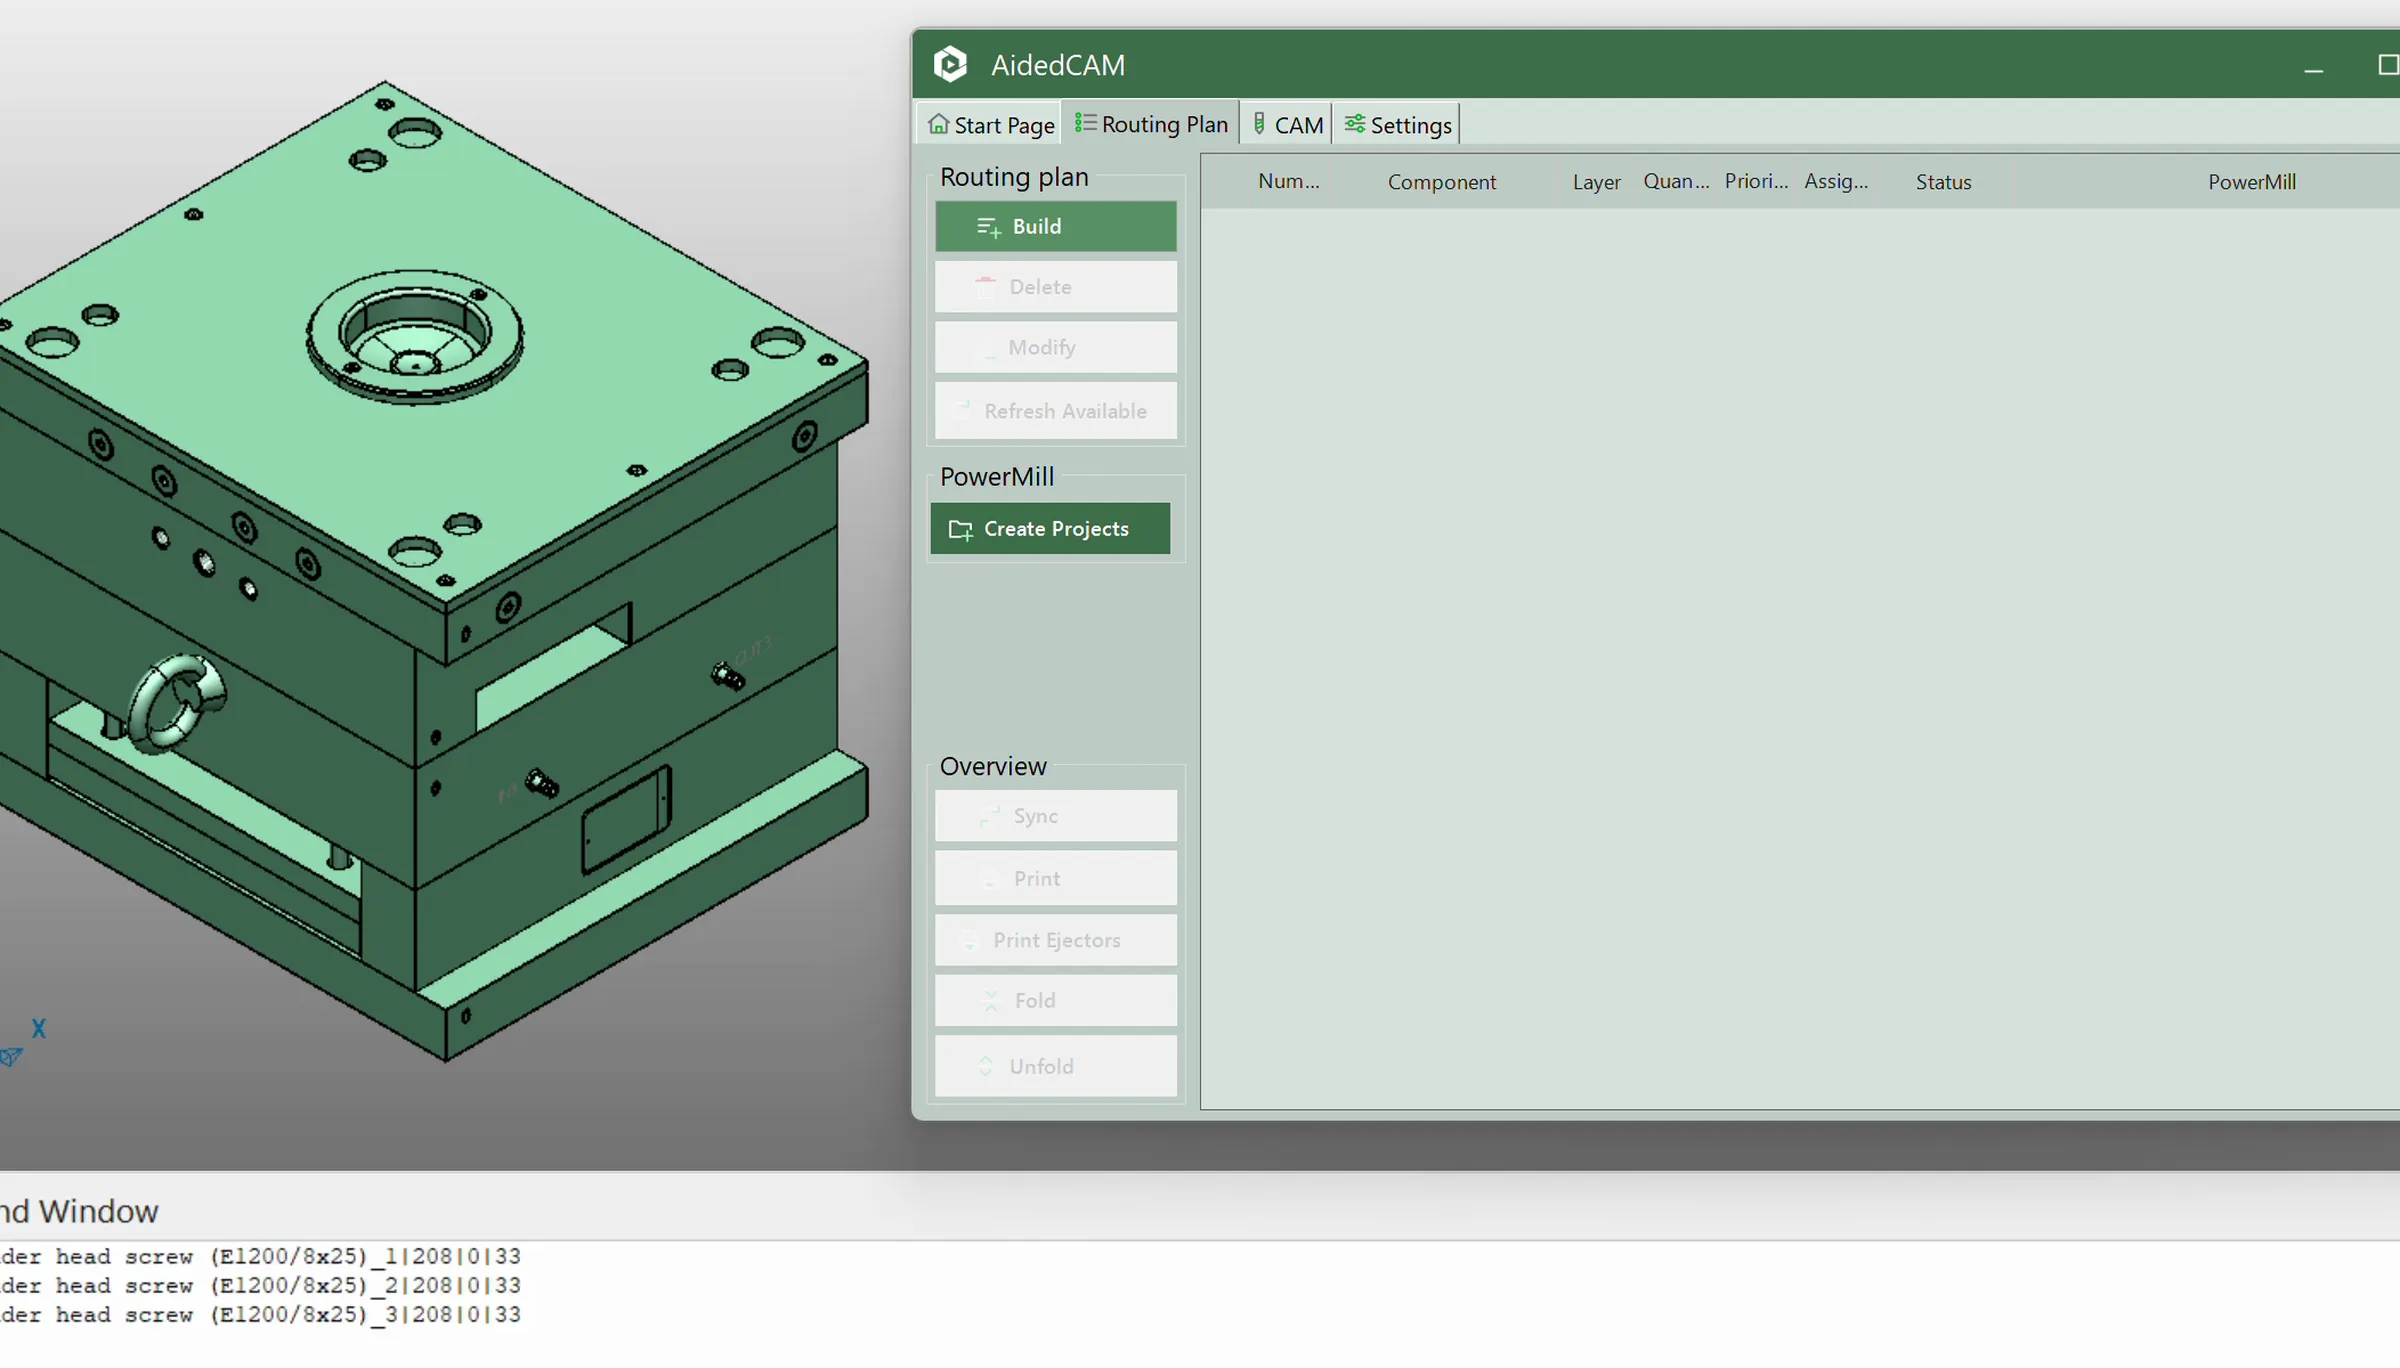 AidedCAM
Start Page
Routing Plan
CAM
Settings
Routing plan
Build
Delete
Modify
Refresh Available
PowerMill
Create Projects
Overview
Sync
Print
Print Ejectors
Fold
Unfold
Num... Component Layer Quan... Priori... Assig... Status PowerMill
X
nd Window
der head screw (E1200/8x25)_1|208|0|33
der head screw (E1200/8x25)_2|208|0|33
der head screw (E1200/8x25)_3|208|0|33